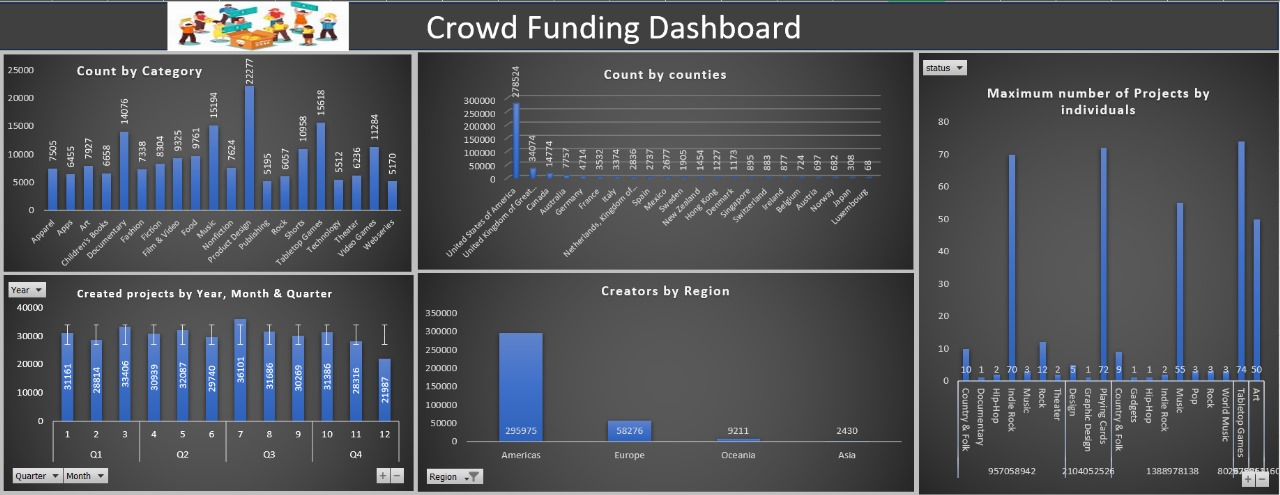 Crowd Funding Dashboard
Count by Category
25000
20000
15000
10000
5000
0
7505
6455
7927
6658
14076
7338
8304
9325
9761
15194
7624
22277
5195
6057
10958
15618
5512
6236
11284
5170
Apparel
Apps
Art
Children's Books
Documentary
Fashion
Fiction
Film & Video
Food
Music
Nonfiction
Product Design
Publishing
Rock
Shorts
Tabletop Games
Technology
Theater
Video Games
Webseries
Count by counties
300000
250000
200000
150000
100000
50000
0
278524
34074
14774
7757
4714
3532
3374
2836
2737
2677
1905
1454
1227
1173
895
883
877
724
697
682
308
68
United States of America
United Kingdom of Great...
Canada
Australia
Germany
France
Italy
Netherlands, Kingdom of...
Spain
Mexico
Sweden
New Zealand
Hong Kong
Denmark
Singapore
Switzerland
Ireland
Belgium
Austria
Norway
Japan
Luxembourg
status
Maximum number of Projects by
individuals
80
70
60
50
40
30
20
10
0
10
1
2
70
3
12
2
5
1
72
9
1
1
2
55
3
3
3
74
50
Country & Folk
Documentary
Hip-Hop
Indie Rock
Music
Rock
Theater
Design
Graphic Design
Playing Cards
Country & Folk
Gadgets
Hip-Hop
Indie Rock
Music
Pop
Rock
World Music
Tabletop Games
Art
957058942
2104052526
1388978138
Year
Created projects by Year, Month & Quarter
40000
30000
20000
10000
0
31161
28814
33406
30939
32087
29740
36101
31686
30269
31386
28316
21987
1 2 3 4 5 6 7 8 9 10 11 12
Q1 Q2 Q3 Q4
Quarter Month
Creators by Region
350000
300000
250000
200000
150000
100000
50000
0
295975 58276 9211 2430
Americas Europe Oceania Asia
Region